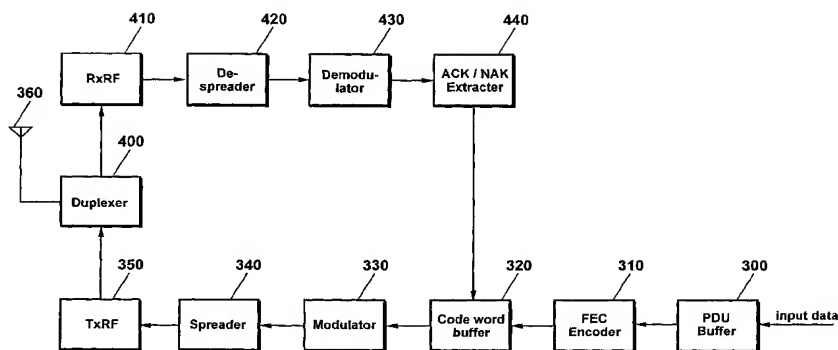 410
420
430
440
RxRF
De-
spreader
Demodu-
lator
ACK / NAK
Extracter
360
400
Duplexer
350
340
330
320
310
300
TxRF
Spreader
Modulator
Code word
buffer
FEC
Encoder
PDU
Buffer
input data